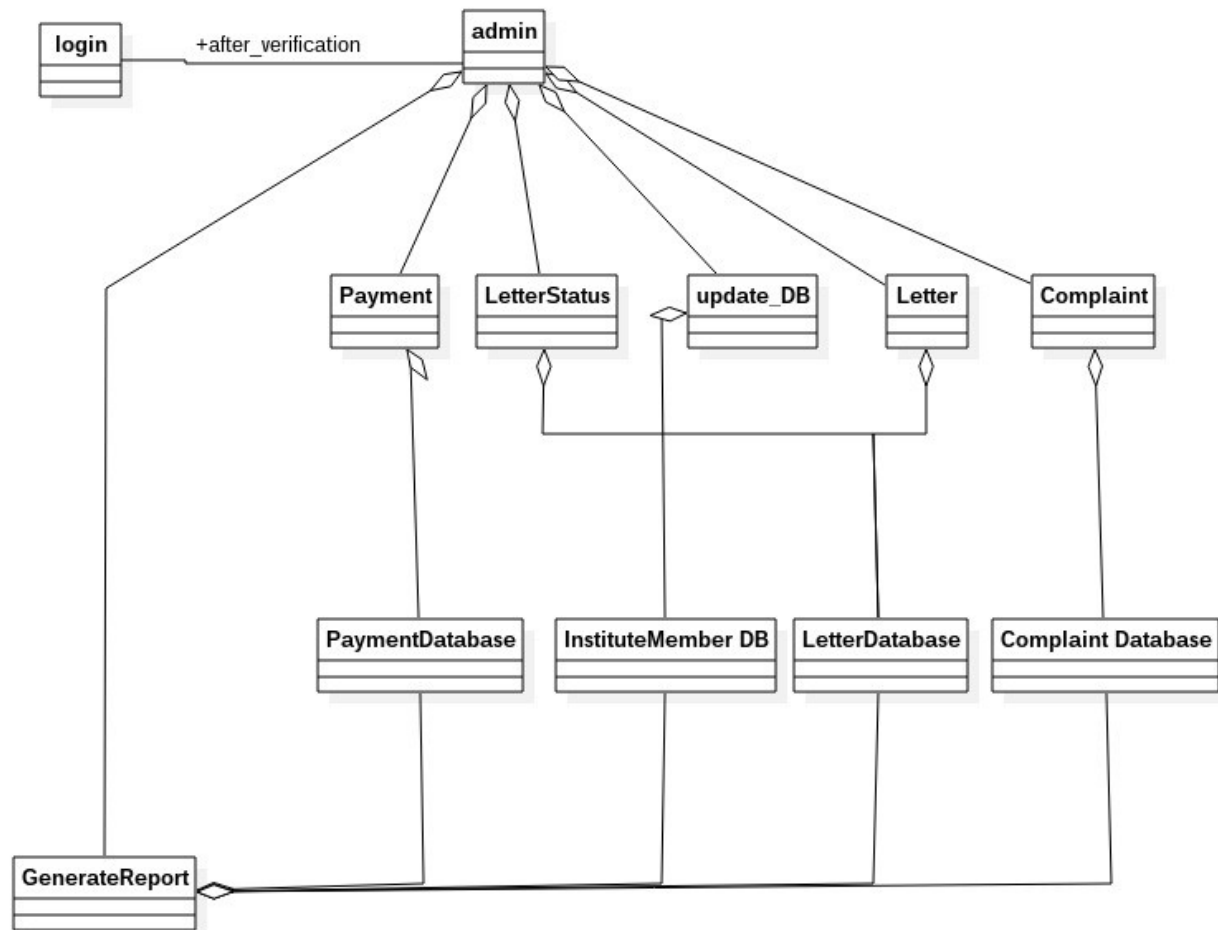 login
+after_verification
admin
Payment
LetterStatus
update_DB
Letter
Complaint
PaymentDatabase
InstituteMember DB
LetterDatabase
Complaint Database
GenerateReport